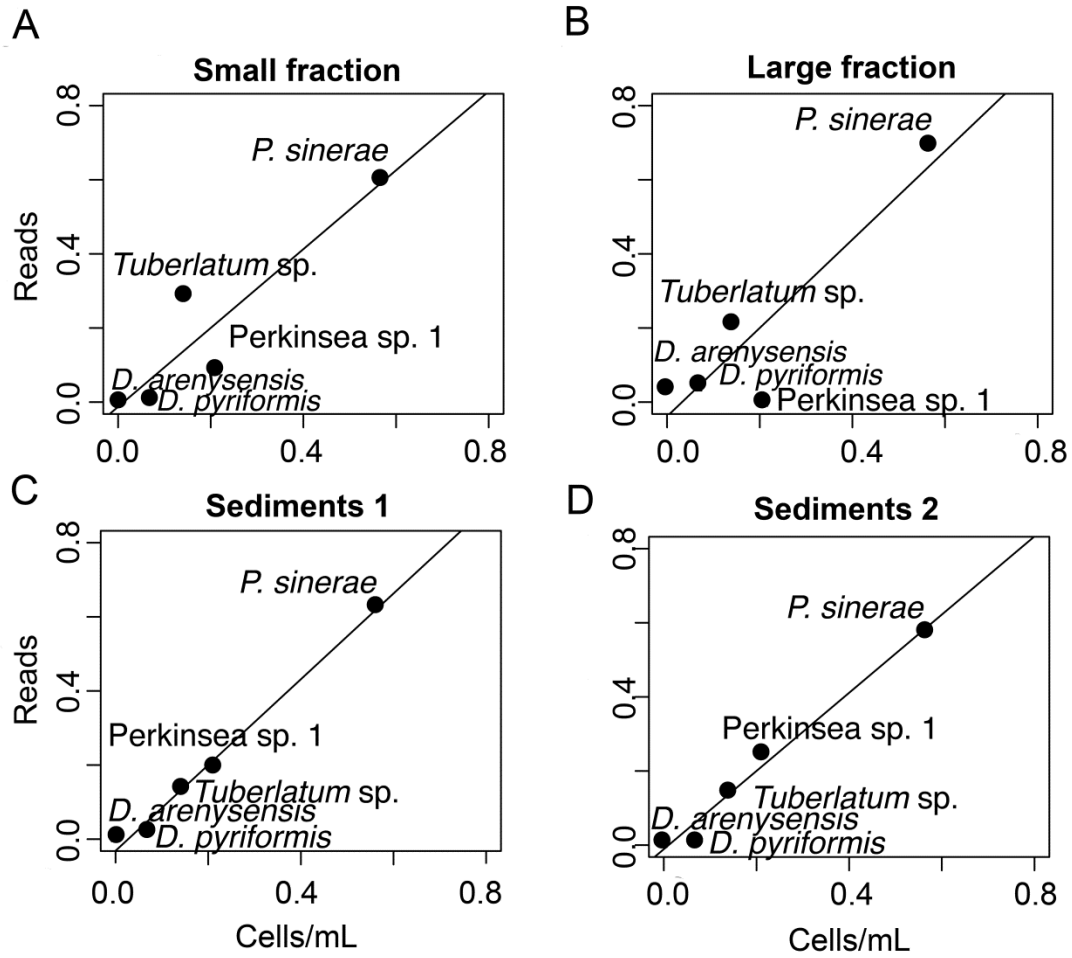 A
Small fraction
0.8
P. sinerae
0.4
Reads
Tuberlatum sp.
Perkinsea sp. 1
D. arenysensis
0.0
D. pyriformis
0.0
0.4
0.8
B
Large fraction
0.8
P. sinerae
0.4
Tuberlatum sp.
D. arenysensis
D. pyriformis
0.0
Perkinsea sp. 1
0.0
0.4
0.8
C
Sediments 1
0.8
P. sinerae
0.4
Reads
Perkinsea sp. 1
Tuberlatum sp.
D. arenysensis
0.0
D. pyriformis
0.0
0.4
0.8
Cells/mL
D
Sediments 2
0.8
P. sinerae
0.4
Perkinsea sp. 1
Tuberlatum sp.
D. arenysensis
0.0
D. pyriformis
0.0
0.4
0.8
Cells/mL